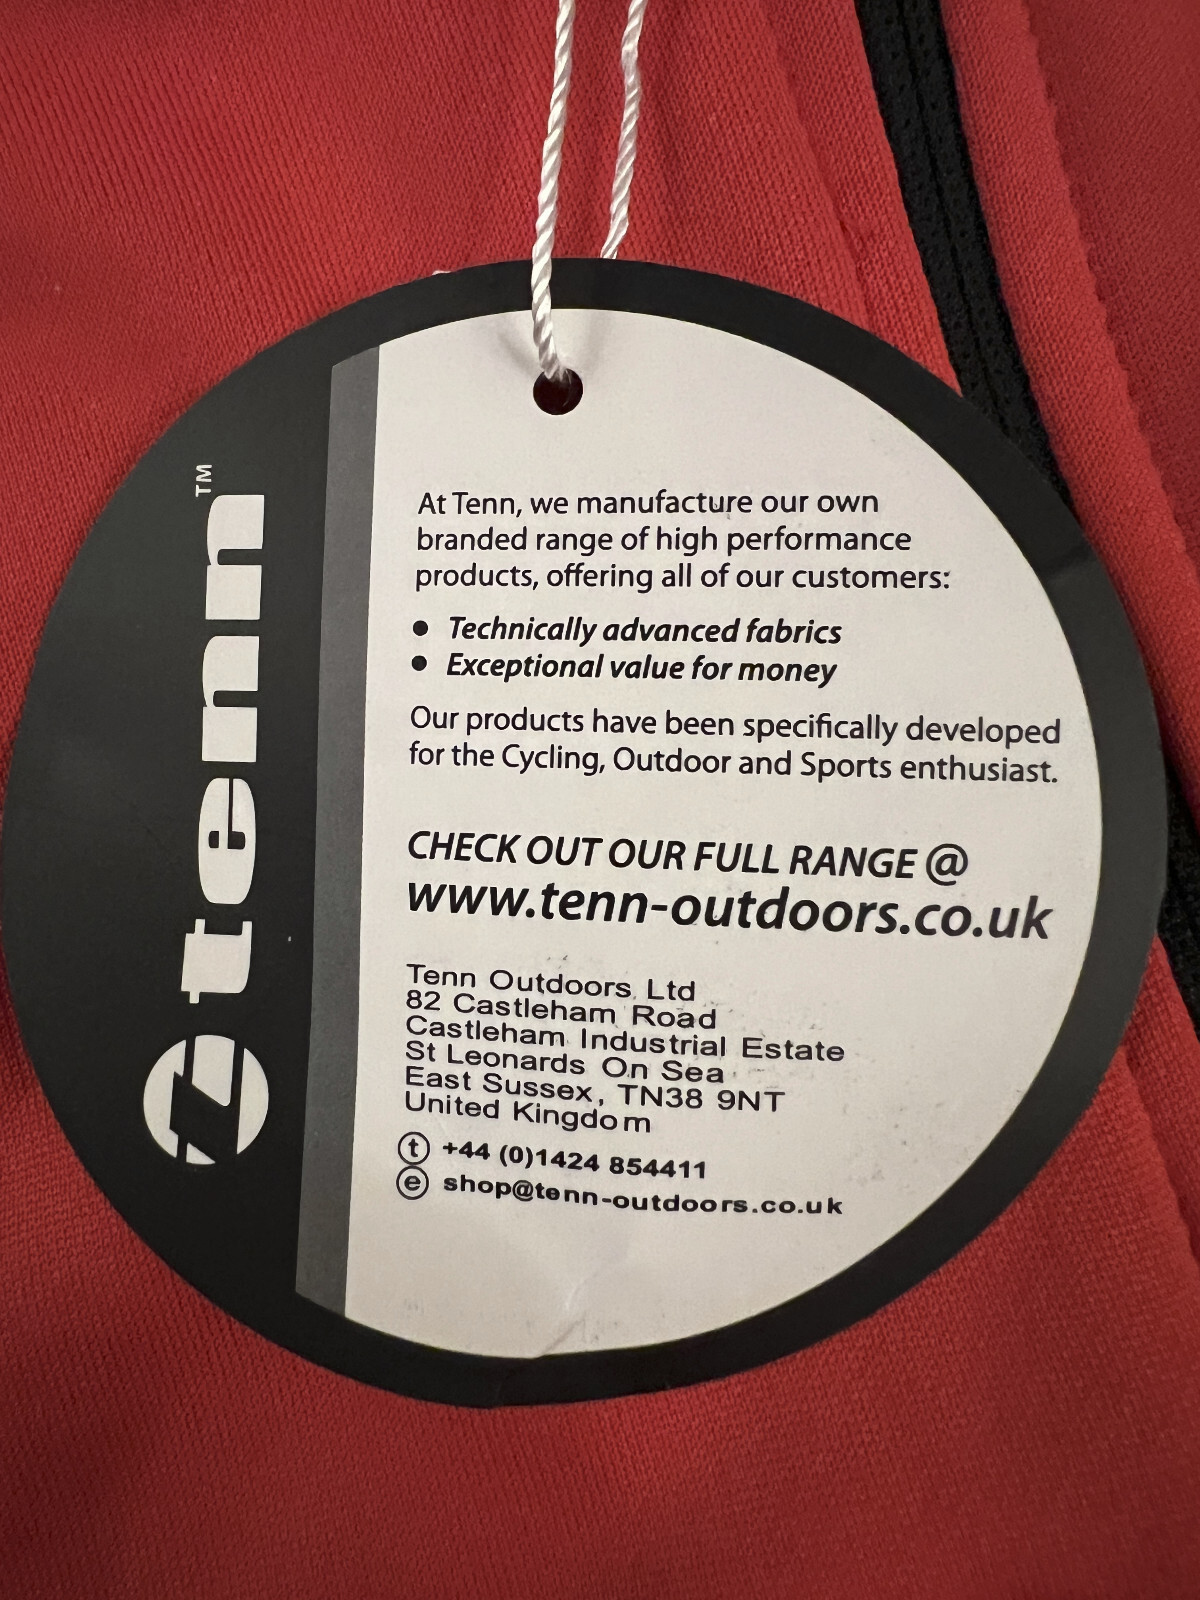 tenn™
At Tenn, we manufacture our own
branded range of high performance
products, offering all of our customers:
• Technically advanced fabrics
• Exceptional value for money
Our products have been specifically developed
for the Cycling, Outdoor and Sports enthusiast.
CHECK OUT OUR FULL RANGE @
www.tenn-outdoors.co.uk
Tenn Outdoors Ltd
82 Castleham Road
Castleham Industrial Estate
St Leonards On Sea
East Sussex, TN38 9NT
United Kingdom
t +44 (0)1424 854411
e shop@tenn-outdoors.co.uk